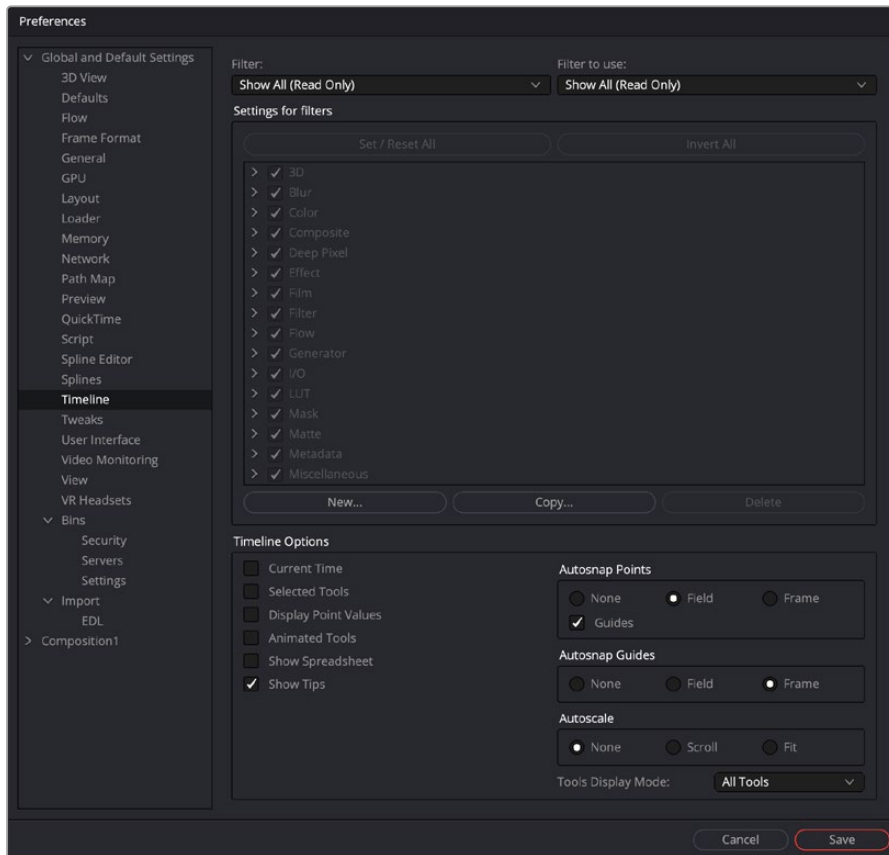 Preferences
Global and Default Settings
3D View
Defaults
Flow
Frame Format
General
GPU
Layout
Loader
Memory
Network
Path Map
Preview
QuickTime
Script
Spline Editor
Splines
Timeline
Tweaks
User Interface
Video Monitoring
View
VR Headsets
Bins
Security
Servers
Settings
Import
EDL
Composition1
Filter:
Filter to use:
Show All (Read Only)
Show All (Read Only)
Settings for filters
Set / Reset All
Invert All
3D
Blur
Color
Composite
Deep Pixel
Effect
Film
Filter
Flow
Generator
I/O
LUT
Mask
Matte
Metadata
Miscellaneous
New...
Copy...
Delete
Timeline Options
Current Time
Selected Tools
Display Point Values
Animated Tools
Show Spreadsheet
Show Tips
Autosnap Points
None
Field
Frame
Guides
Autosnap Guides
None
Field
Frame
Autoscale
None
Scroll
Fit
Tools Display Mode:
All Tools
Cancel
Save